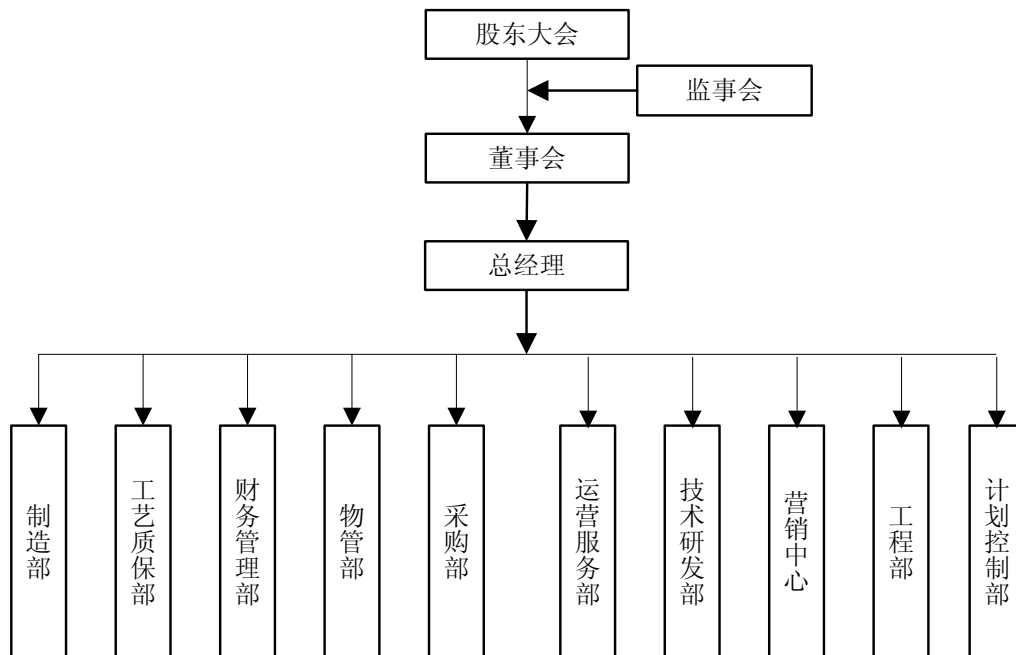 股东大会
监事会
董事会
总经理
制造部
工艺质保部
财务管理部
物管部
采购部
运营服务部
技术研发部
营销中心
工程部
计划控制部